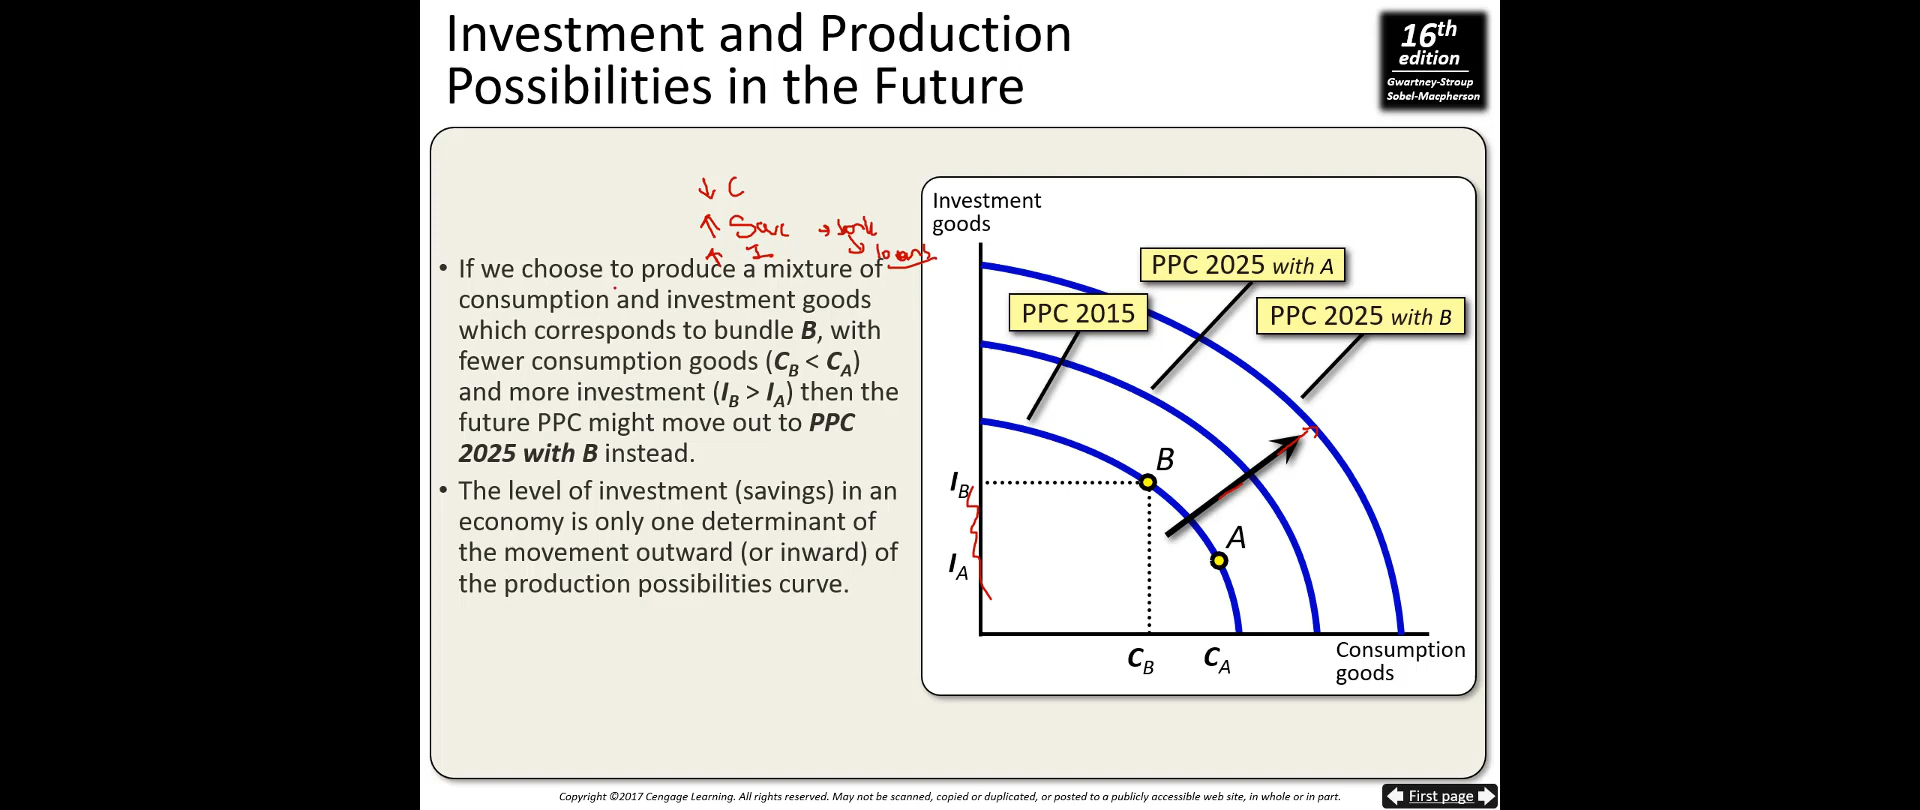 Investment and Production
Possibilities in the Future
16th
edition
Gwartney-Stroup
Sobel-Macpherson
↓ C
↑ Save → bank
↘ loans
↑ I
• If we choose to produce a mixture of
consumption and investment goods
which corresponds to bundle B, with
fewer consumption goods (CB < CA)
and more investment (IB > IA) then the
future PPC might move out to PPC
2025 with B instead.
• The level of investment (savings) in an
economy is only one determinant of
the movement outward (or inward) of
the production possibilities curve.
Investment
goods
PPC 2025 with A
PPC 2015
PPC 2025 with B
B
IB
A
IA
CB
CA
Consumption
goods
Copyright ©2017 Cengage Learning. All rights reserved. May not be scanned, copied or duplicated, or posted to a publicly accessible web site, in whole or in part.
First page